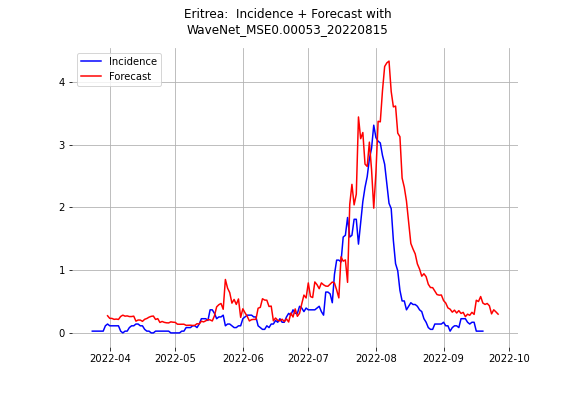 Eritrea:  Incidence + Forecast with
WaveNet_MSE0.00053_20220815
Incidence
Forecast
4
3
2
1
0
2022-04 2022-05 2022-06 2022-07 2022-08 2022-09 2022-10